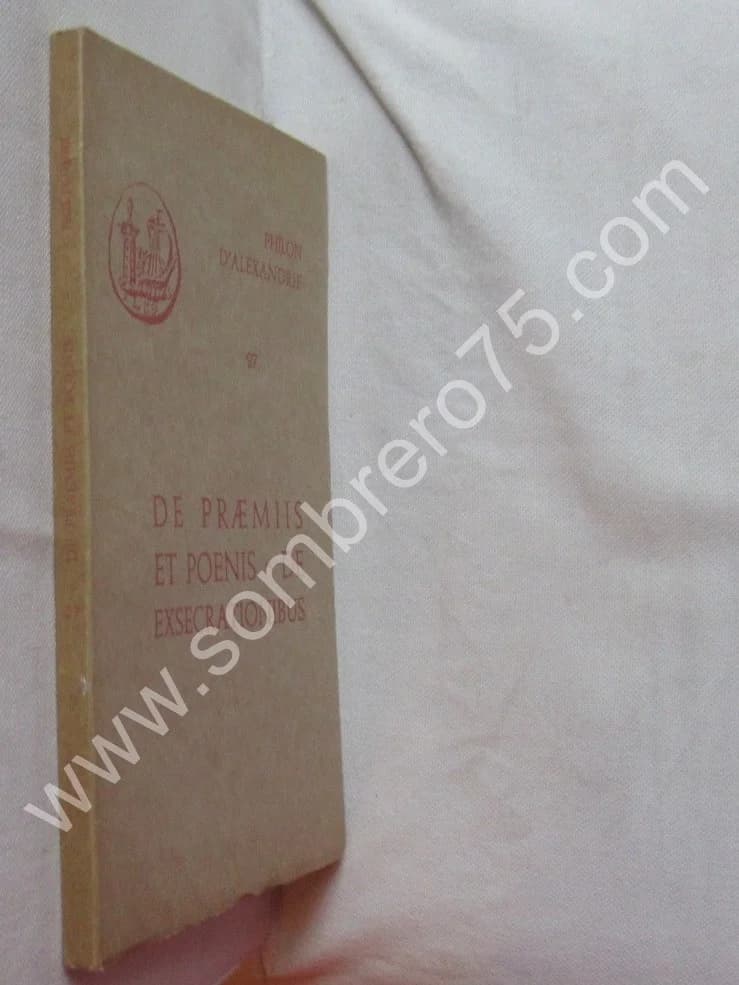 PHILON
D'ALEXANDRIE
27
DE PRÆMIIS
ET POENIS. DE
EXSECRATIONIBUS
www.sombrero75.com